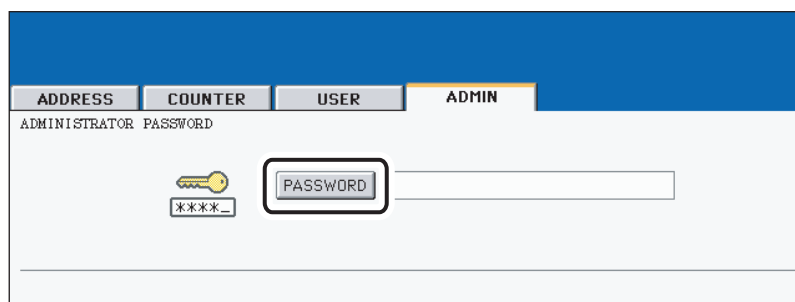 ADDRESS COUNTER USER ADMIN
ADMINISTRATOR PASSWORD
PASSWORD
****_